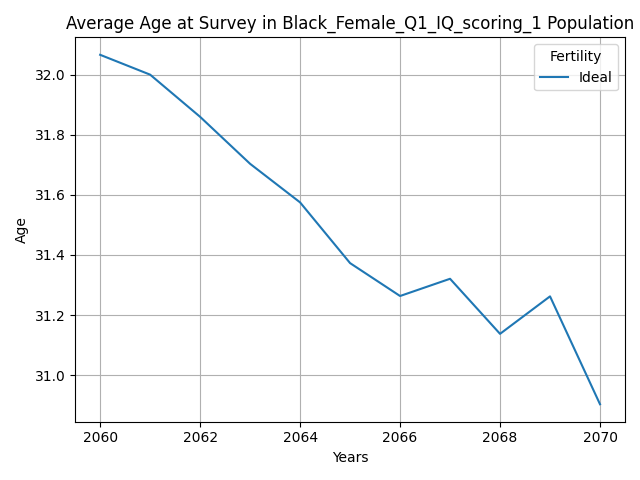 Average Age at Survey in Black_Female_Q1_IQ_scoring_1 Population
Fertility
Ideal
32.0
31.8
31.6
31.4
31.2
31.0
Age
2060 2062 2064 2066 2068 2070
Years